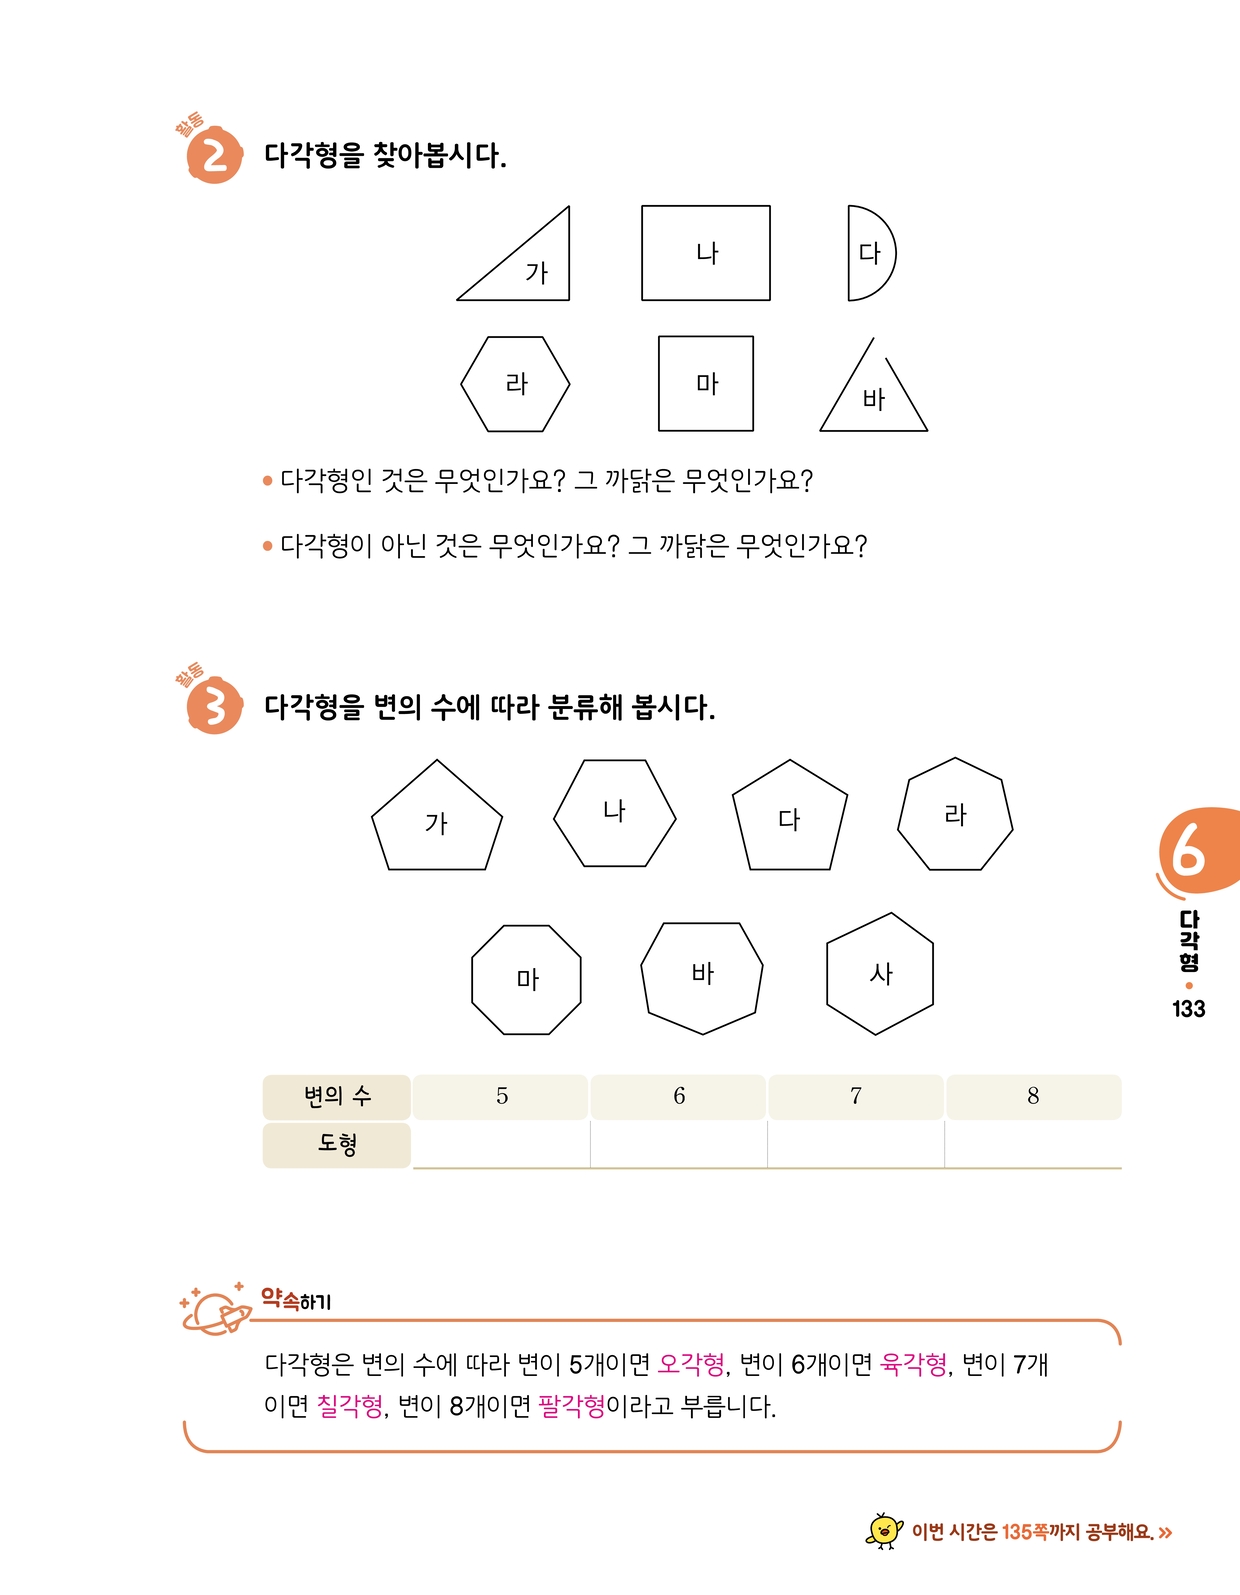 활동
2 다각형을 찾아봅시다.
가 나 다
라 마 바
• 다각형인 것은 무엇인가요? 그 까닭은 무엇인가요?
• 다각형이 아닌 것은 무엇인가요? 그 까닭은 무엇인가요?
활동
3 다각형을 변의 수에 따라 분류해 봅시다.
가 나 다 라
마 바 사
변의 수 5 6 7 8
도형
6
다각형
133
약속하기
다각형은 변의 수에 따라 변이 5개이면 오각형, 변이 6개이면 육각형, 변이 7개
이면 칠각형, 변이 8개이면 팔각형이라고 부릅니다.
이번 시간은 135쪽까지 공부해요. »